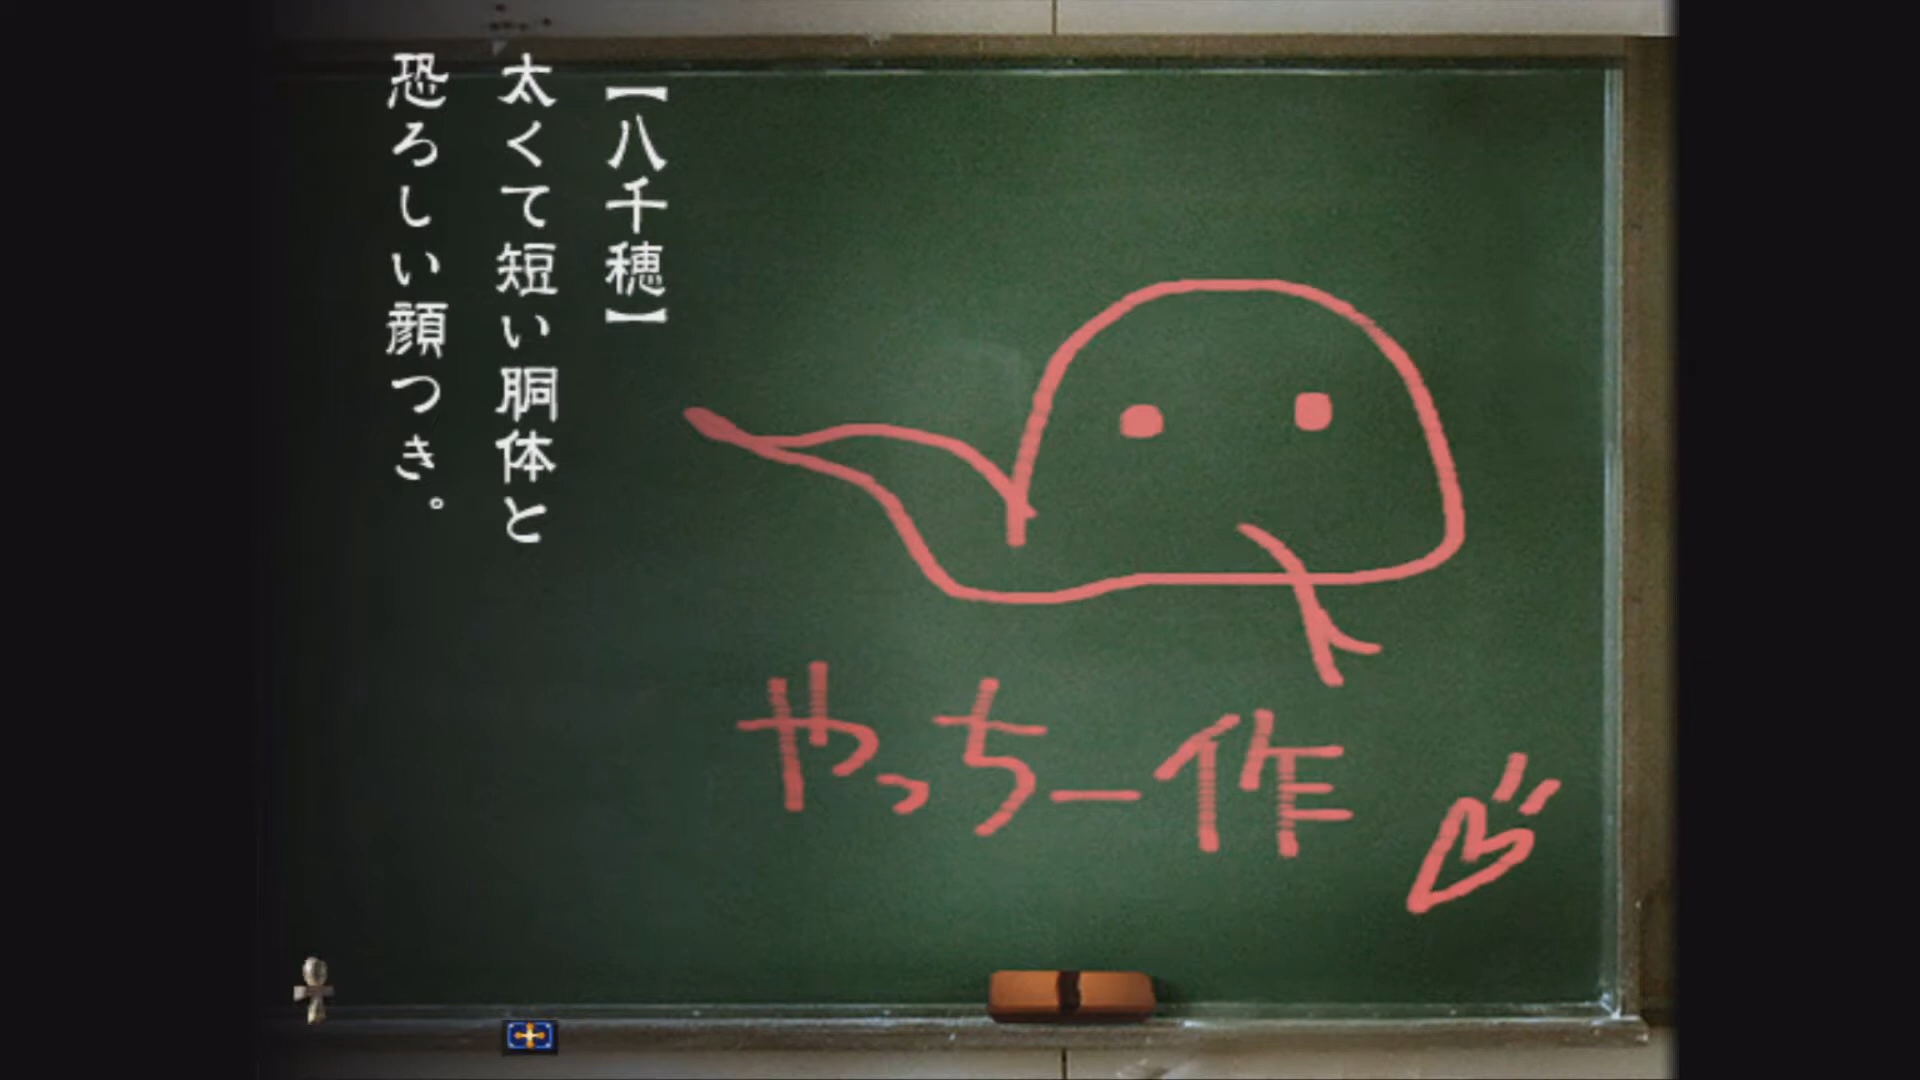 【八千穂】
太くて短い胴体と
恐ろしい顔つき。
やっちー作